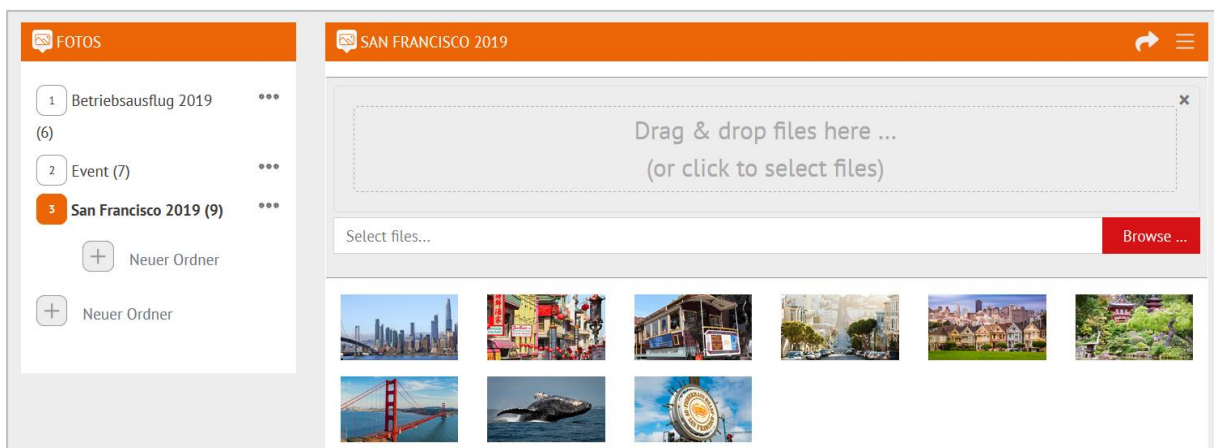 FOTOS
1 Betriebsausflug 2019
(6)
2 Event (7)
3 San Francisco 2019 (9)
Neuer Ordner
Neuer Ordner
SAN FRANCISCO 2019
Drag & drop files here ...
(or click to select files)
Select files...
Browse ...